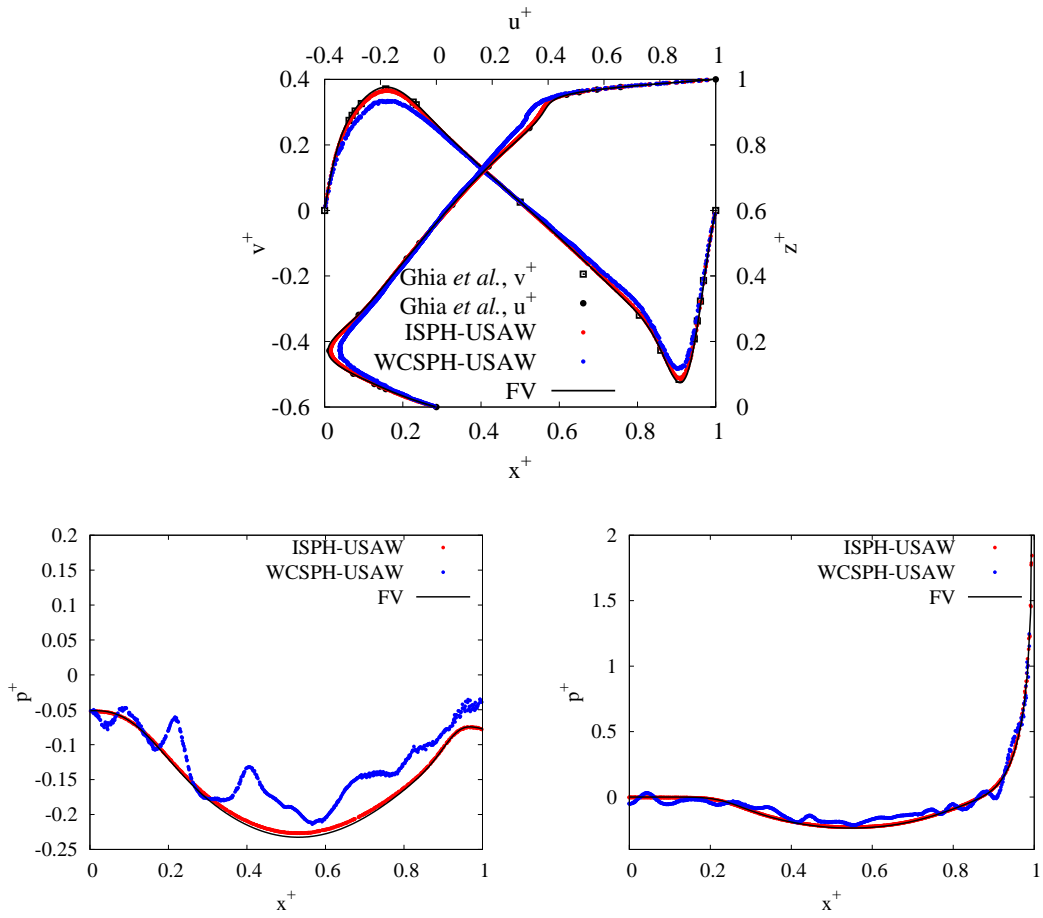 u+
-0.4 -0.2 0 0.2 0.4 0.6 0.8 1
0.4 1
0.2 0.8
0 0.6
-0.2 0.4
-0.4 0.2
-0.6 0
v+
z+
Ghia et al., v+
Ghia et al., u+
ISPH-USAW
WCSPH-USAW
FV
0 0.2 0.4 0.6 0.8 1
x+
0.2
0.15
0.1
0.05
0
-0.05
-0.1
-0.15
-0.2
-0.25
p+
ISPH-USAW
WCSPH-USAW
FV
0 0.2 0.4 0.6 0.8 1
x+
2
1
0
p+
ISPH-USAW
WCSPH-USAW
FV
0 0.2 0.4 0.6 0.8 1
x+